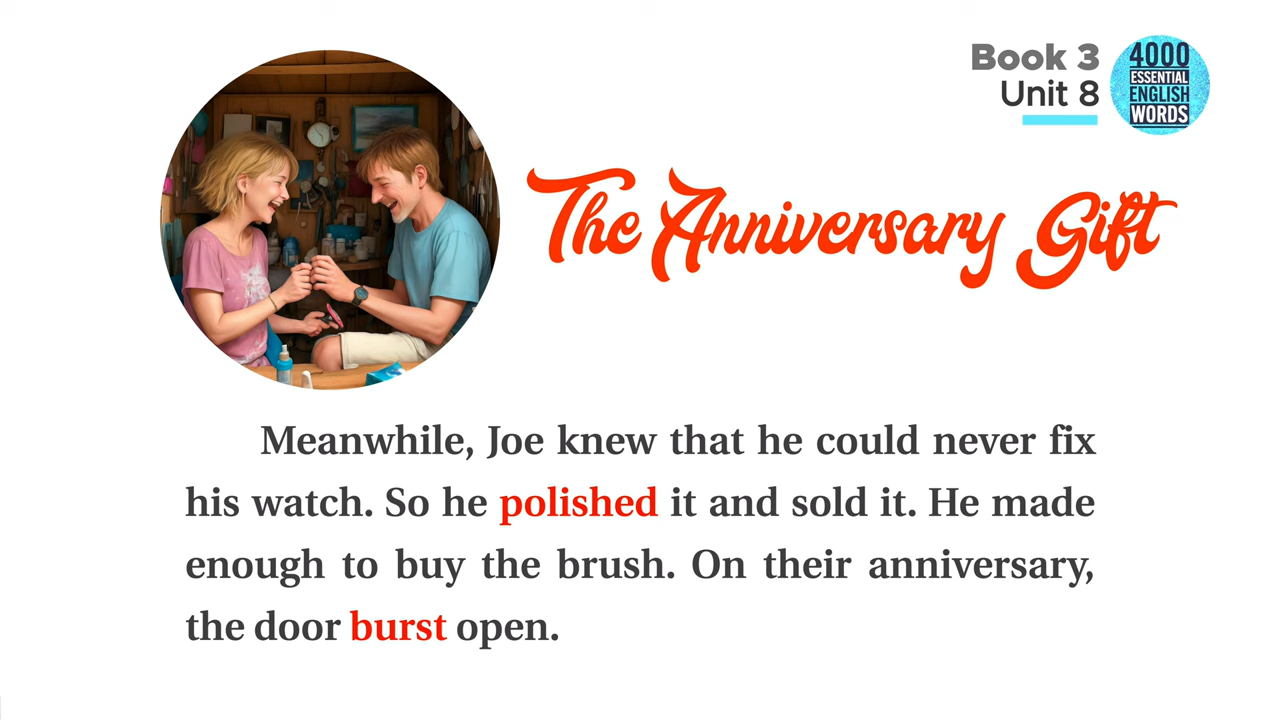 Book 3
Unit 8
4000
ESSENTIAL
ENGLISH
WORDS
The Anniversary Gift
Meanwhile, Joe knew that he could never fix
his watch. So he polished it and sold it. He made
enough to buy the brush. On their anniversary,
the door burst open.